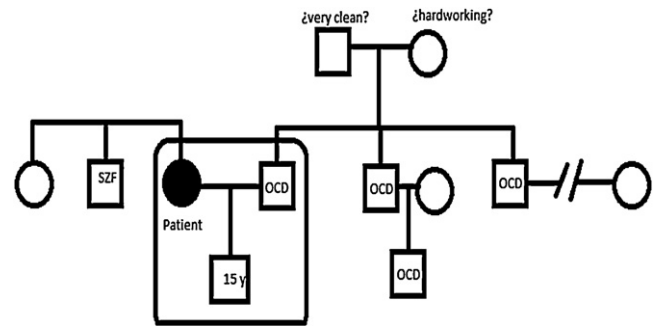 ¿very clean?
¿hardworking?
SZF
OCD
OCD
OCD
Patient
15 y
OCD